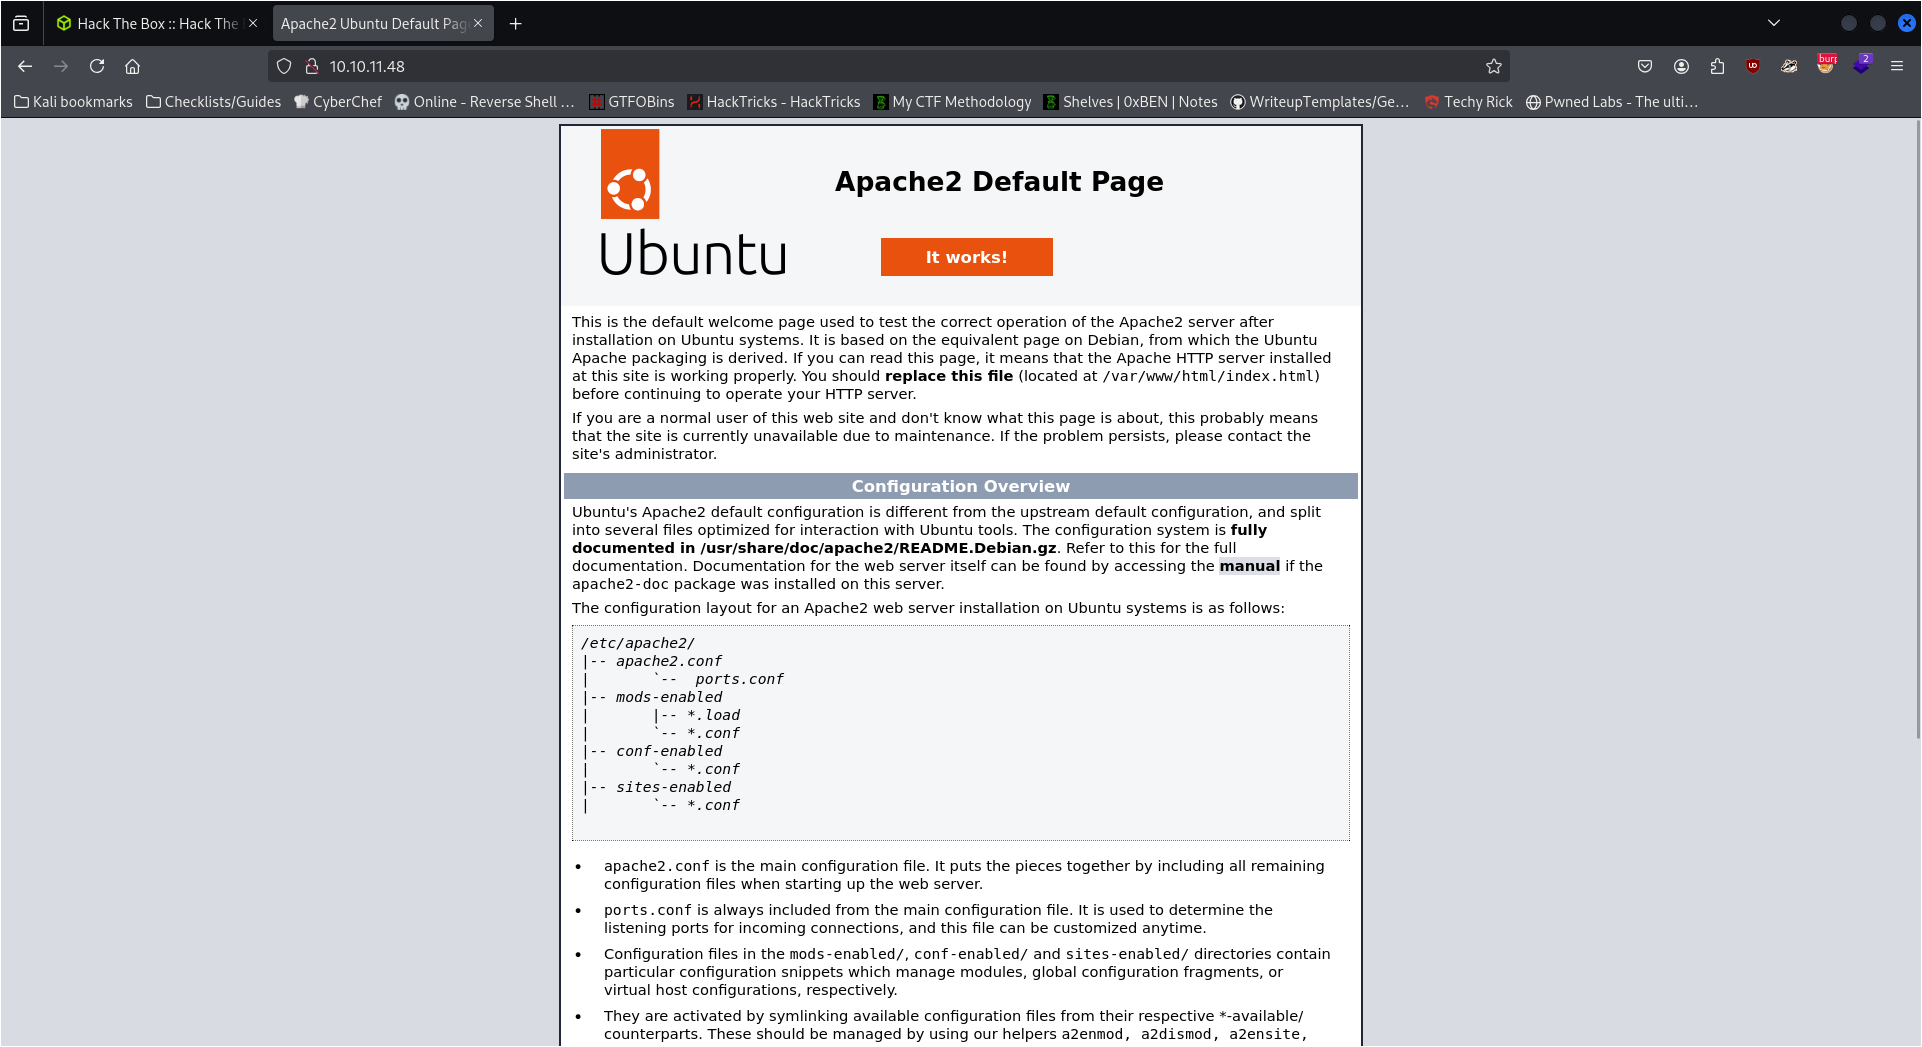 Hack The Box :: Hack The
Apache2 Ubuntu Default Pag
10.10.11.48
burp
2
Kali bookmarks
Checklists/Guides
CyberChef
Online - Reverse Shell ...
GTFOBins
HackTricks - HackTricks
My CTF Methodology
Shelves | 0xBEN | Notes
WriteupTemplates/Ge...
Techy Rick
Pwned Labs - The ulti...
Apache2 Default Page
Ubuntu
It works!
This is the default welcome page used to test the correct operation of the Apache2 server after
installation on Ubuntu systems. It is based on the equivalent page on Debian, from which the Ubuntu
Apache packaging is derived. If you can read this page, it means that the Apache HTTP server installed
at this site is working properly. You should replace this file (located at /var/www/html/index.html)
before continuing to operate your HTTP server.
If you are a normal user of this web site and don't know what this page is about, this probably means
that the site is currently unavailable due to maintenance. If the problem persists, please contact the
site's administrator.
Configuration Overview
Ubuntu's Apache2 default configuration is different from the upstream default configuration, and split
into several files optimized for interaction with Ubuntu tools. The configuration system is fully
documented in /usr/share/doc/apache2/README.Debian.gz. Refer to this for the full
documentation. Documentation for the web server itself can be found by accessing the manual if the
apache2-doc package was installed on this server.
The configuration layout for an Apache2 web server installation on Ubuntu systems is as follows:
/etc/apache2/
|-- apache2.conf
|       `--  ports.conf
|-- mods-enabled
|       |-- *.load
|       `-- *.conf
|-- conf-enabled
|       `-- *.conf
|-- sites-enabled
|       `-- *.conf
• apache2.conf is the main configuration file. It puts the pieces together by including all remaining
configuration files when starting up the web server.
• ports.conf is always included from the main configuration file. It is used to determine the
listening ports for incoming connections, and this file can be customized anytime.
• Configuration files in the mods-enabled/, conf-enabled/ and sites-enabled/ directories contain
particular configuration snippets which manage modules, global configuration fragments, or
virtual host configurations, respectively.
• They are activated by symlinking available configuration files from their respective *-available/
counterparts. These should be managed by using our helpers a2enmod, a2dismod, a2ensite,